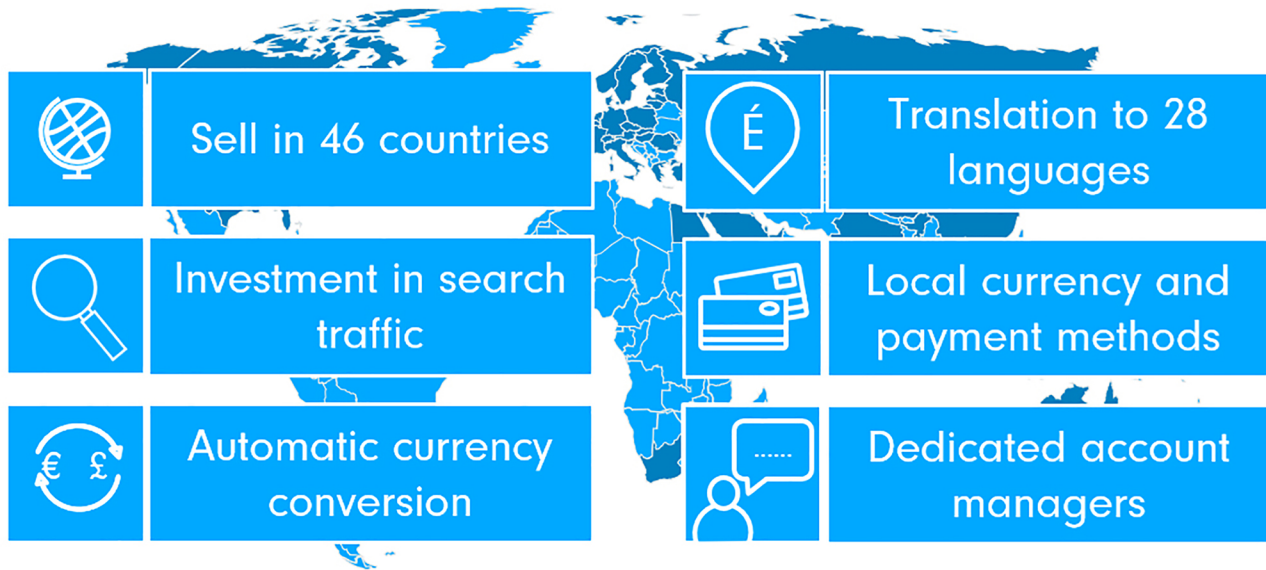 Sell in 46 countries
É
Translation to 28
languages
Investment in search
traffic
Local currency and
payment methods
€ £
Automatic currency
conversion
......
Dedicated account
managers